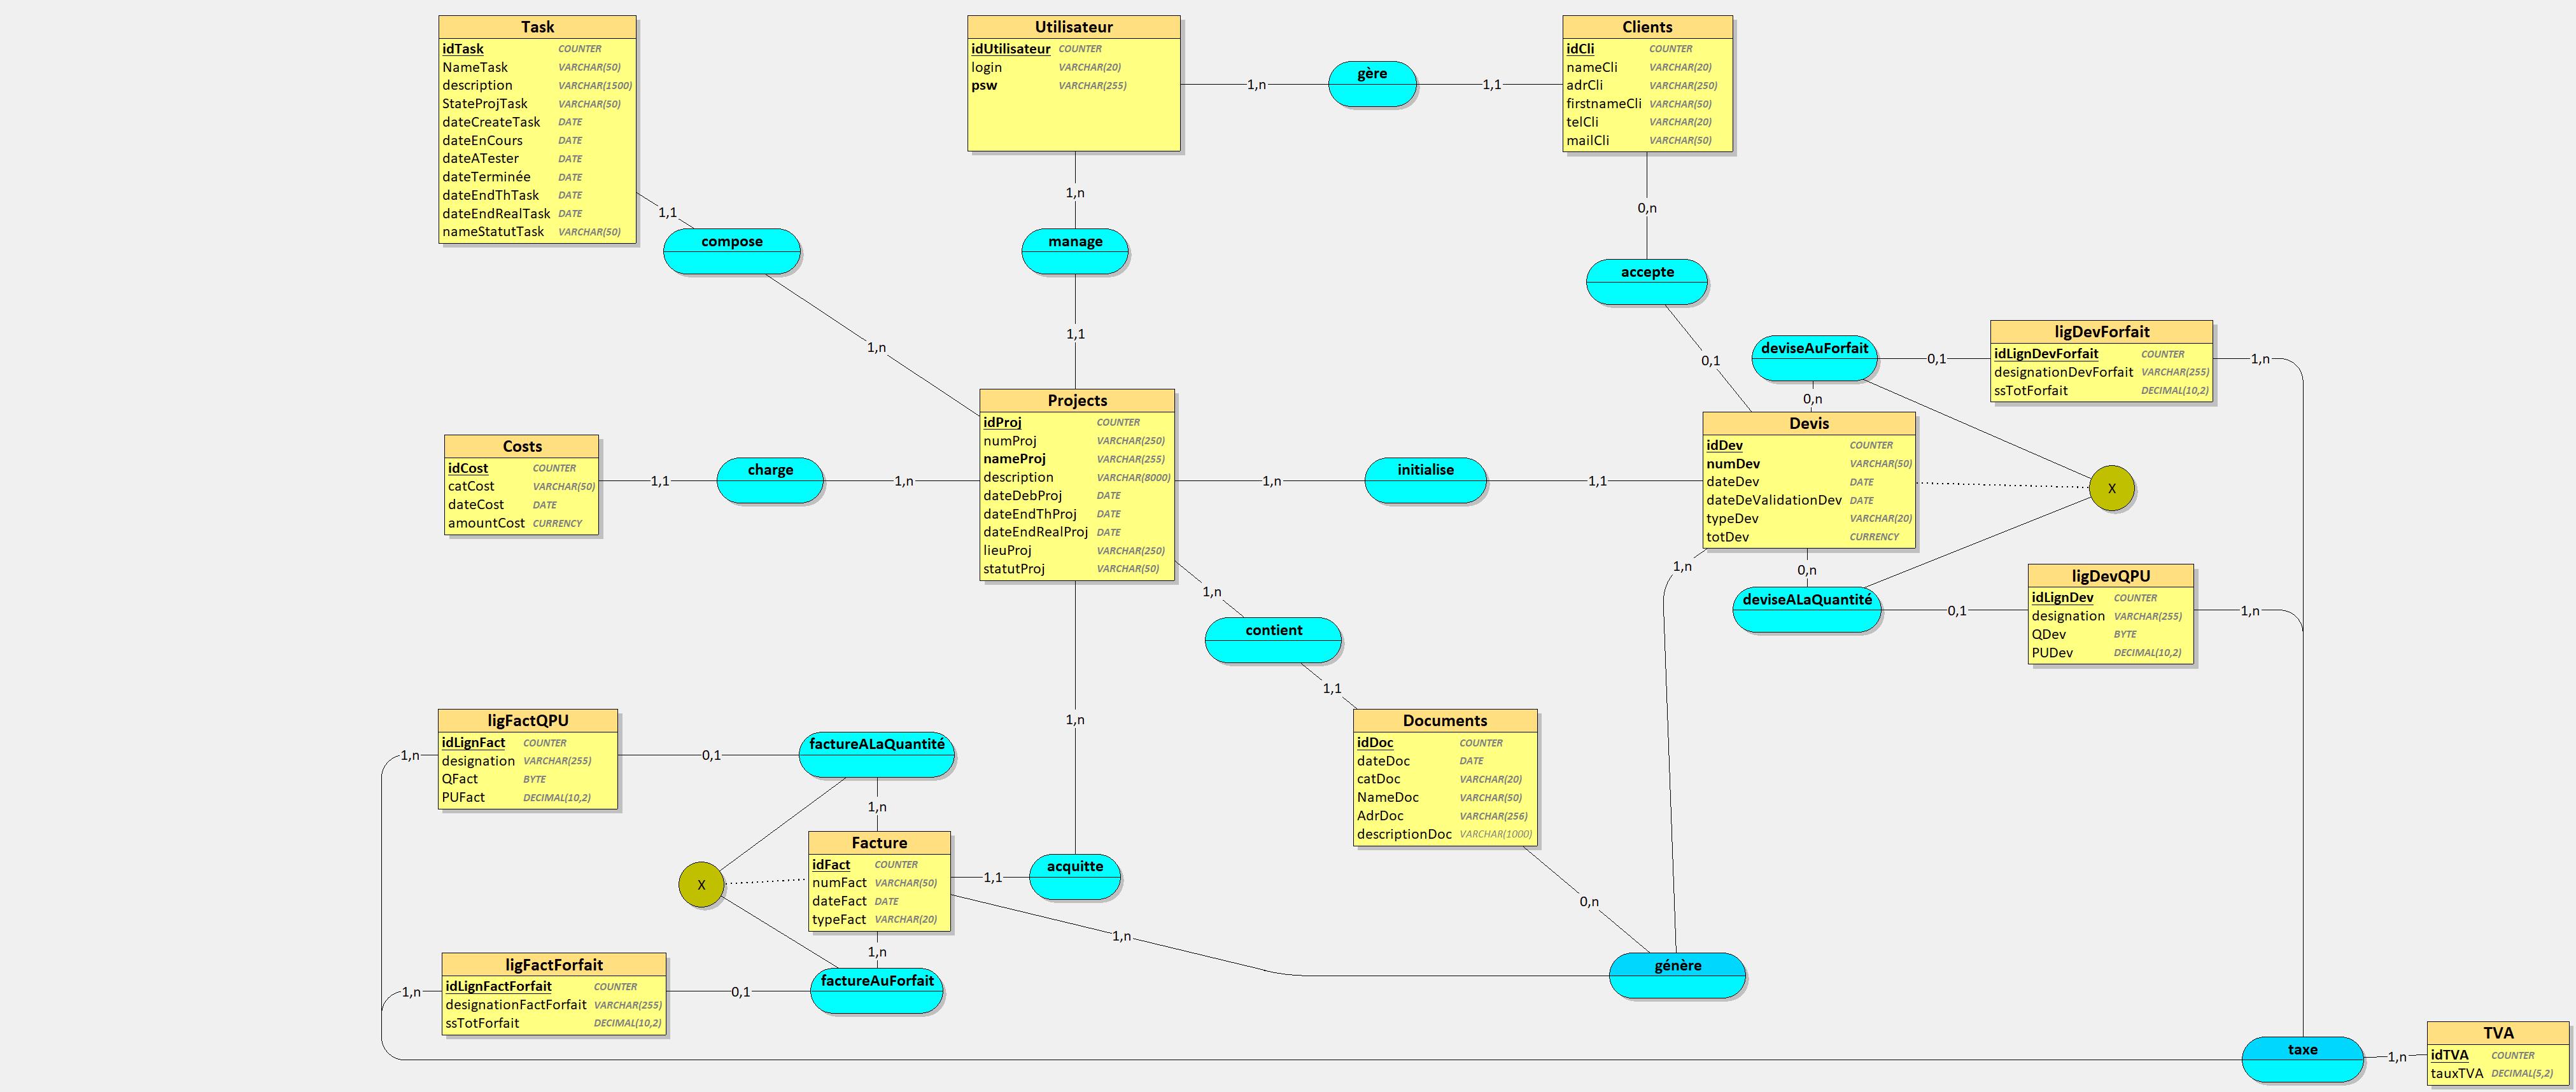 Task
idTask COUNTER
NameTask VARCHAR(50)
description VARCHAR(1500)
StateProjTask VARCHAR(50)
dateCreateTask DATE
dateEnCours DATE
dateATester DATE
dateTerminée DATE
dateEndThTask DATE
dateEndRealTask DATE
nameStatutTask VARCHAR(50)
Utilisateur
idUtilisateur COUNTER
login VARCHAR(20)
psw VARCHAR(255)
1,n
gère
1,1
Clients
idCli COUNTER
nameCli VARCHAR(20)
adrCli VARCHAR(250)
firstnameCli VARCHAR(50)
telCli VARCHAR(20)
mailCli VARCHAR(50)
1,1
compose
1,n
1,n
manage
1,1
0,n
accepte
0,1
deviseAuForfait
0,1
0,n
ligDevForfait
idLignDevForfait COUNTER
designationDevForfait VARCHAR(255)
ssTotForfait DECIMAL(10,2)
1,n
Projects
idProj COUNTER
numProj VARCHAR(250)
nameProj VARCHAR(255)
description VARCHAR(8000)
dateDebProj DATE
dateEndThProj DATE
dateEndRealProj DATE
lieuProj VARCHAR(250)
statutProj VARCHAR(50)
Costs
idCost COUNTER
catCost VARCHAR(50)
dateCost DATE
amountCost CURRENCY
1,1
charge
1,n
1,n
initialise
1,1
Devis
idDev COUNTER
numDev VARCHAR(50)
dateDev DATE
dateDeValidationDev DATE
typeDev VARCHAR(20)
totDev CURRENCY
X
1,n
0,n
deviseALaQuantité
0,1
ligDevQPU
idLignDev COUNTER
designation VARCHAR(255)
QDev BYTE
PUDev DECIMAL(10,2)
1,n
1,n
contient
1,1
1,n
Documents
idDoc COUNTER
dateDoc DATE
catDoc VARCHAR(20)
NameDoc VARCHAR(50)
AdrDoc VARCHAR(256)
descriptionDoc VARCHAR(1000)
1,n
ligFactQPU
idLignFact COUNTER
designation VARCHAR(255)
QFact BYTE
PUFact DECIMAL(10,2)
0,1
factureALaQuantité
1,n
Facture
idFact COUNTER
numFact VARCHAR(50)
dateFact DATE
typeFact VARCHAR(20)
X
1,1
acquitte
0,n
1,n
1,n
génère
1,n
ligFactForfait
idLignFactForfait COUNTER
designationFactForfait VARCHAR(255)
ssTotForfait DECIMAL(10,2)
0,1
factureAuForfait
taxe
1,n
TVA
idTVA COUNTER
tauxTVA DECIMAL(5,2)